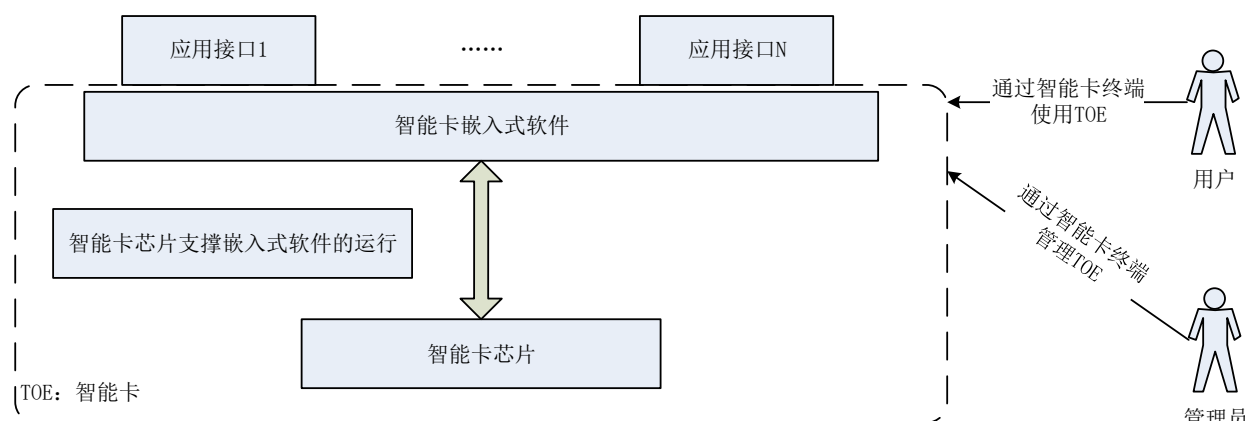 应用接口1
……
应用接口N
智能卡嵌入式软件
通过智能卡终端
使用TOE
用户
智能卡芯片支撑嵌入式软件的运行
通过智能卡终端
管理TOE
智能卡芯片
TOE：智能卡
管理员